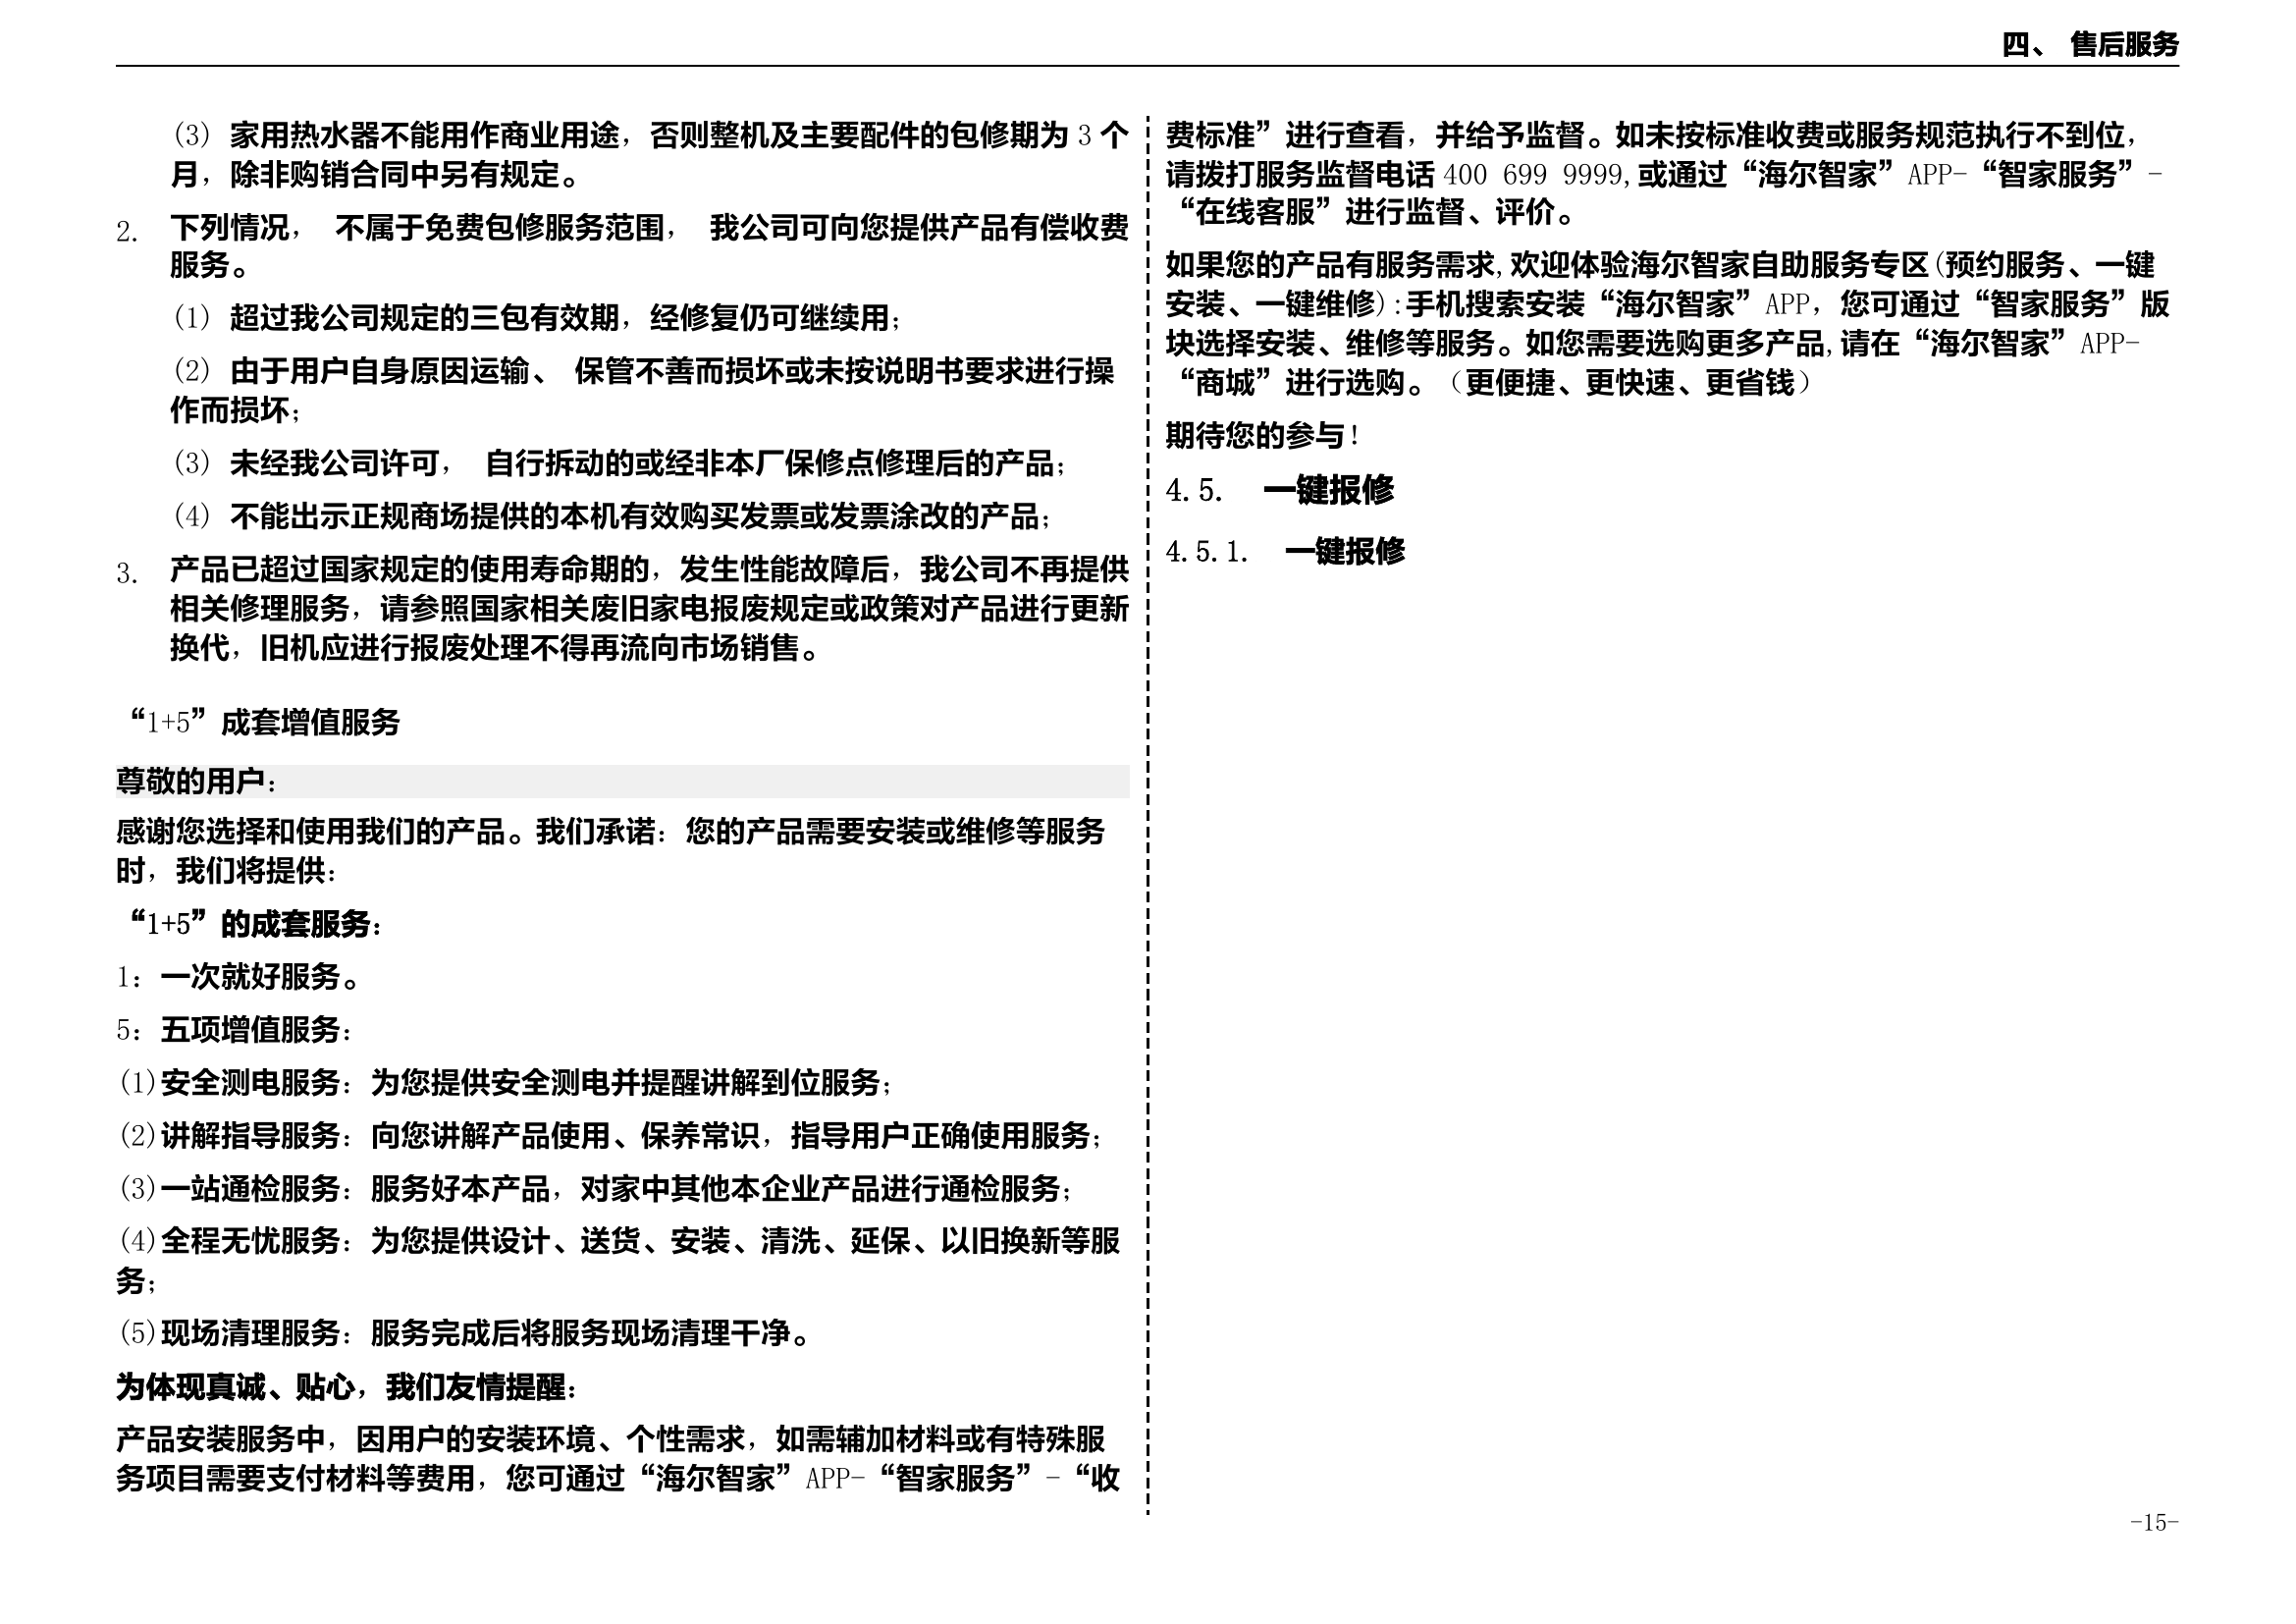 四、 售后服务
(3) 家用热水器不能用作商业用途，否则整机及主要配件的包修期为 3 个
月，除非购销合同中另有规定。
2. 下列情况， 不属于免费包修服务范围， 我公司可向您提供产品有偿收费
服务。
(1) 超过我公司规定的三包有效期，经修复仍可继续用；
(2) 由于用户自身原因运输、 保管不善而损坏或未按说明书要求进行操
作而损坏；
(3) 未经我公司许可， 自行拆动的或经非本厂保修点修理后的产品；
(4) 不能出示正规商场提供的本机有效购买发票或发票涂改的产品；
3. 产品已超过国家规定的使用寿命期的，发生性能故障后，我公司不再提供
相关修理服务，请参照国家相关废旧家电报废规定或政策对产品进行更新
换代，旧机应进行报废处理不得再流向市场销售。
“1+5”成套增值服务
尊敬的用户：
感谢您选择和使用我们的产品。我们承诺：您的产品需要安装或维修等服务
时，我们将提供：
“1+5”的成套服务：
1：一次就好服务。
5：五项增值服务：
(1)安全测电服务：为您提供安全测电并提醒讲解到位服务；
(2)讲解指导服务：向您讲解产品使用、保养常识，指导用户正确使用服务；
(3)一站通检服务：服务好本产品，对家中其他本企业产品进行通检服务；
(4)全程无忧服务：为您提供设计、送货、安装、清洗、延保、以旧换新等服
务；
(5)现场清理服务：服务完成后将服务现场清理干净。
为体现真诚、贴心，我们友情提醒：
产品安装服务中，因用户的安装环境、个性需求，如需辅加材料或有特殊服
务项目需要支付材料等费用，您可通过“海尔智家”APP-“智家服务”-“收
费标准”进行查看，并给予监督。如未按标准收费或服务规范执行不到位，
请拨打服务监督电话 400 699 9999,或通过“海尔智家”APP-“智家服务”-
“在线客服”进行监督、评价。
如果您的产品有服务需求,欢迎体验海尔智家自助服务专区(预约服务、一键
安装、一键维修):手机搜索安装“海尔智家”APP，您可通过“智家服务”版
块选择安装、维修等服务。如您需要选购更多产品,请在“海尔智家”APP-
“商城”进行选购。（更便捷、更快速、更省钱）
期待您的参与！
4.5. 一键报修
4.5.1. 一键报修
-15-